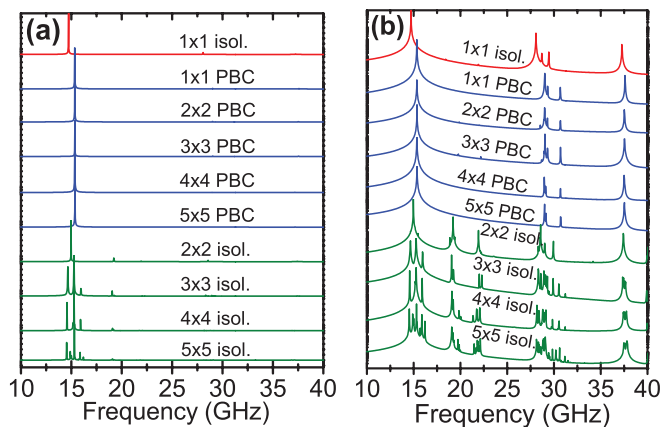 (a)
1x1 isol.
1x1 PBC
2x2 PBC
3x3 PBC
4x4 PBC
5x5 PBC
2x2 isol.
3x3 isol.
4x4 isol.
5x5 isol.
10 15 20 25 30 35 40
Frequency (GHz)
(b)
1x1 isol.
1x1 PBC
2x2 PBC
3x3 PBC
4x4 PBC
5x5 PBC
2x2 isol.
3x3 isol.
4x4 isol.
5x5 isol.
10 15 20 25 30 35 40
Frequency (GHz)